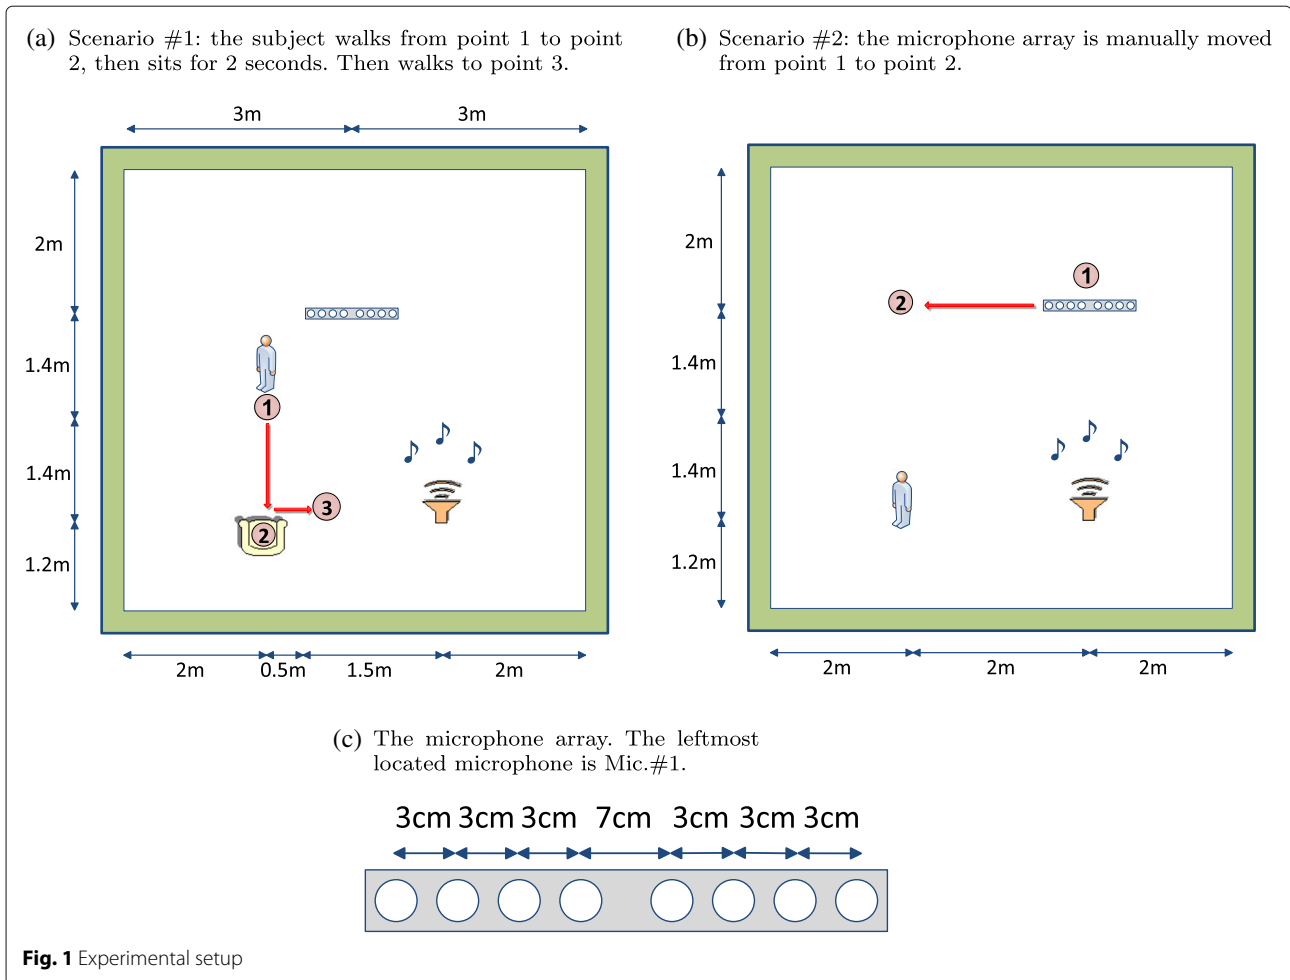 (a) Scenario #1: the subject walks from point 1 to point
2, then sits for 2 seconds. Then walks to point 3.
(b) Scenario #2: the microphone array is manually moved
from point 1 to point 2.
3m
3m
2m
1.4m
1.4m
1.2m
1
2
3
2m
0.5m
1.5m
2m
2m
1.4m
1.4m
1.2m
1
2
2m
2m
2m
(c) The microphone array. The leftmost
located microphone is Mic.#1.
3cm 3cm 3cm 7cm 3cm 3cm 3cm
Fig. 1 Experimental setup